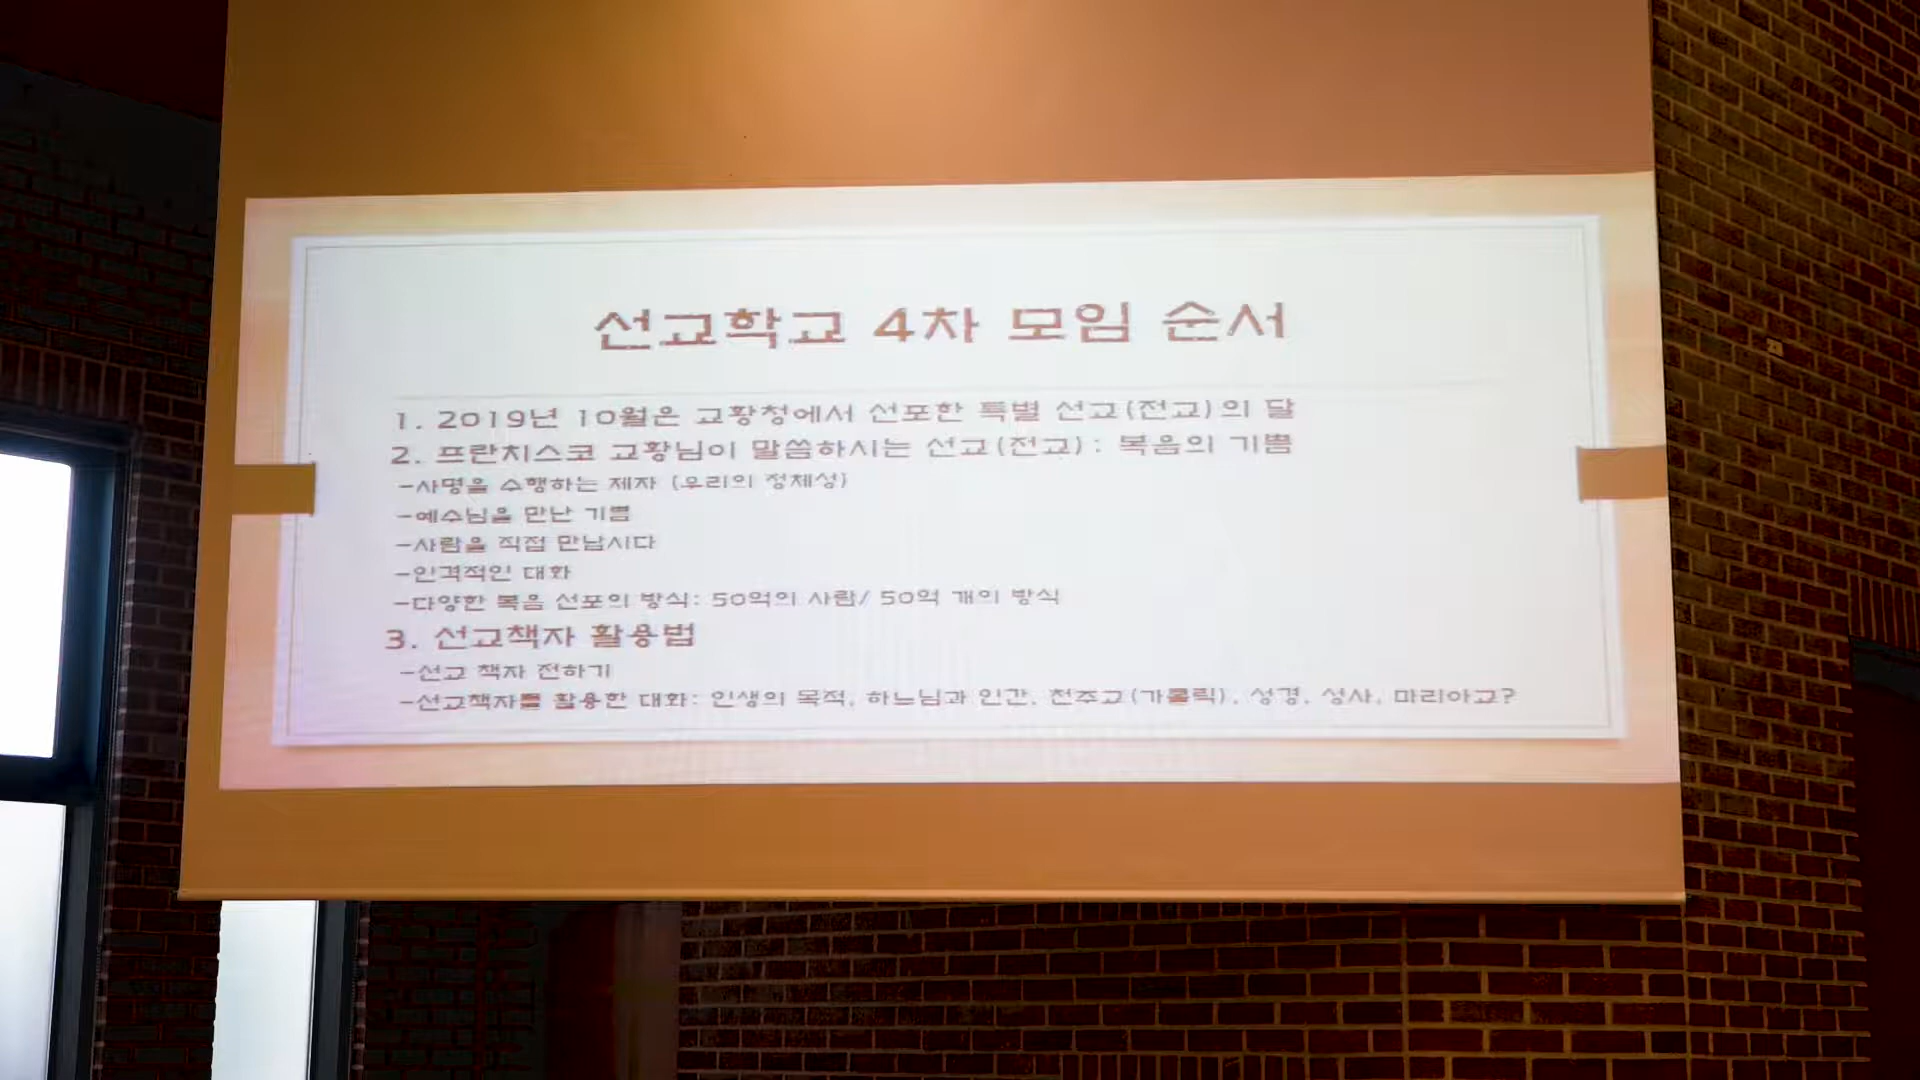 선교학교 4차 모임 순서
1. 2019년 10월은 교황청에서 선포한 특별 선교(전교)의 달
2. 프란치스코 교황님이 말씀하시는 선교(전교): 복음의 기쁨
-사명을 수행하는 제자 (우리의 정체성)
-예수님을 만난 기쁨
-사람을 직접 만납시다
-인격적인 대화
-다양한 복음 선포의 방식: 50억의 사람/ 50억 개의 방식
3. 선교책자 활용법
-선교 책자 전하기
-선교책자를 활용한 대화: 인생의 목적, 하느님과 인간, 천주교(가톨릭), 성경, 성사, 마리아교?